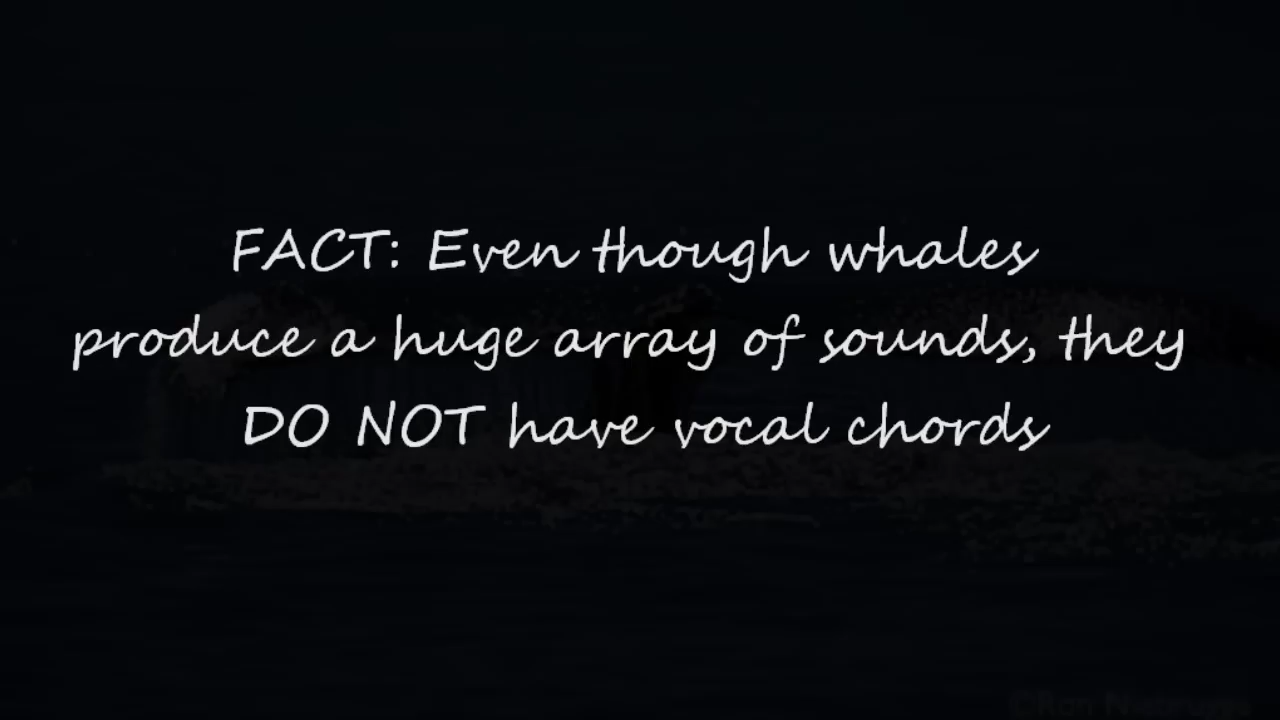 FACT: Even though whales
produce a huge array of sounds, they
DO NOT have vocal chords